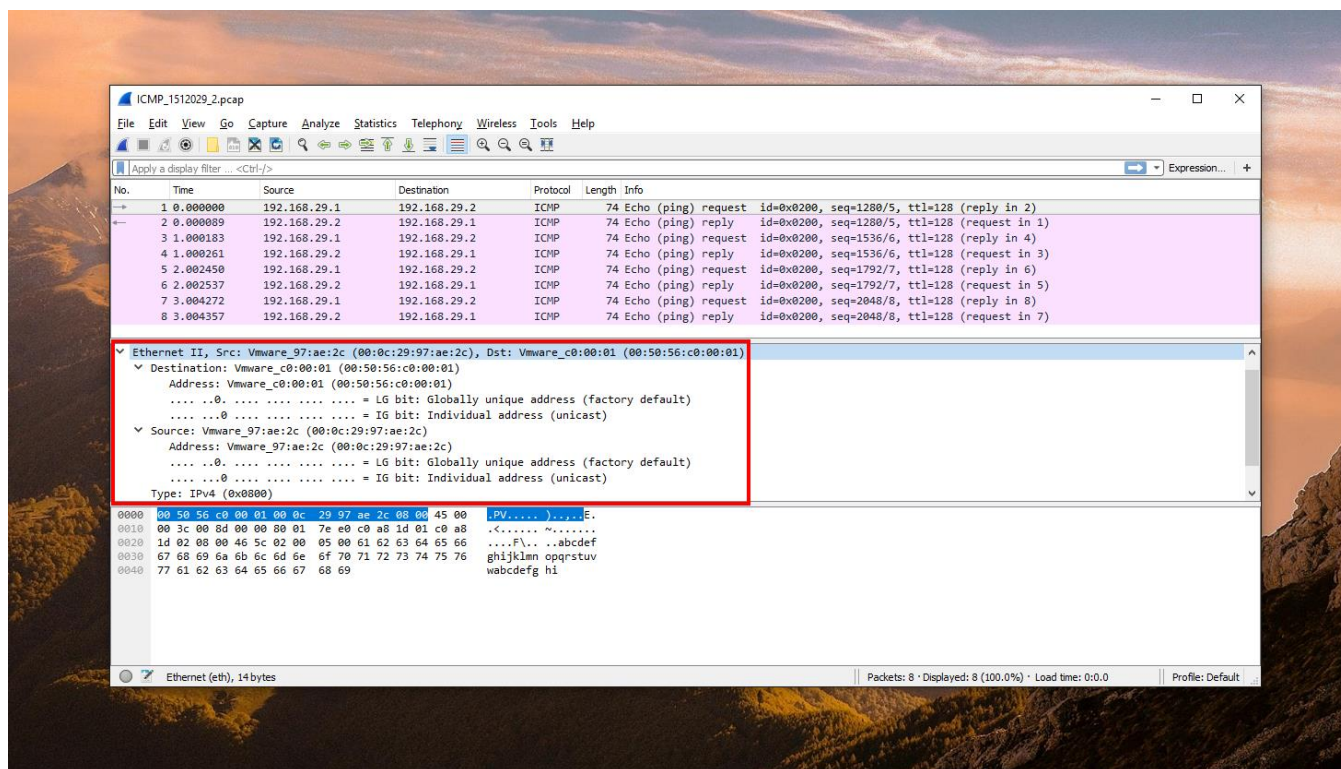 ICMP_1512029_2.pcap
File Edit View Go Capture Analyze Statistics Telephony Wireless Tools Help
Apply a display filter ... <Ctrl-/> Expression... +
No. Time Source Destination Protocol Length Info
1 0.000000 192.168.29.1 192.168.29.2 ICMP 74 Echo (ping) request id=0x0200, seq=1280/5, ttl=128 (reply in 2)
2 0.000089 192.168.29.2 192.168.29.1 ICMP 74 Echo (ping) reply id=0x0200, seq=1280/5, ttl=128 (request in 1)
3 1.000183 192.168.29.1 192.168.29.2 ICMP 74 Echo (ping) request id=0x0200, seq=1536/6, ttl=128 (reply in 4)
4 1.000261 192.168.29.2 192.168.29.1 ICMP 74 Echo (ping) reply id=0x0200, seq=1536/6, ttl=128 (request in 3)
5 2.002450 192.168.29.1 192.168.29.2 ICMP 74 Echo (ping) request id=0x0200, seq=1792/7, ttl=128 (reply in 6)
6 2.002537 192.168.29.2 192.168.29.1 ICMP 74 Echo (ping) reply id=0x0200, seq=1792/7, ttl=128 (request in 5)
7 3.004272 192.168.29.1 192.168.29.2 ICMP 74 Echo (ping) request id=0x0200, seq=2048/8, ttl=128 (reply in 8)
8 3.004357 192.168.29.2 192.168.29.1 ICMP 74 Echo (ping) reply id=0x0200, seq=2048/8, ttl=128 (request in 7)
Ethernet II, Src: Vmware_97:ae:2c (00:0c:29:97:ae:2c), Dst: Vmware_c0:00:01 (00:50:56:c0:00:01)
Destination: Vmware_c0:00:01 (00:50:56:c0:00:01)
Address: Vmware_c0:00:01 (00:50:56:c0:00:01)
.... ..0. .... .... .... .... = LG bit: Globally unique address (factory default)
.... ...0 .... .... .... .... = IG bit: Individual address (unicast)
Source: Vmware_97:ae:2c (00:0c:29:97:ae:2c)
Address: Vmware_97:ae:2c (00:0c:29:97:ae:2c)
.... ..0. .... .... .... .... = LG bit: Globally unique address (factory default)
.... ...0 .... .... .... .... = IG bit: Individual address (unicast)
Type: IPv4 (0x0800)
0000 00 50 56 c0 00 01 00 0c 29 97 ae 2c 08 00 45 00 .PV..... )..,..E.
0010 00 3c 00 8d 00 00 80 01 7e e0 c0 a8 1d 01 c0 a8 .<...... ~.......
0020 1d 02 08 00 46 5c 02 00 05 00 61 62 63 64 65 66 ....F\.. ..abcdef
0030 67 68 69 6a 6b 6c 6d 6e 6f 70 71 72 73 74 75 76 ghijklmn opqrstuv
0040 77 61 62 63 64 65 66 67 68 69 wabcdefg hi
Ethernet (eth), 14 bytes Packets: 8 · Displayed: 8 (100.0%) · Load time: 0:0.0 Profile: Default